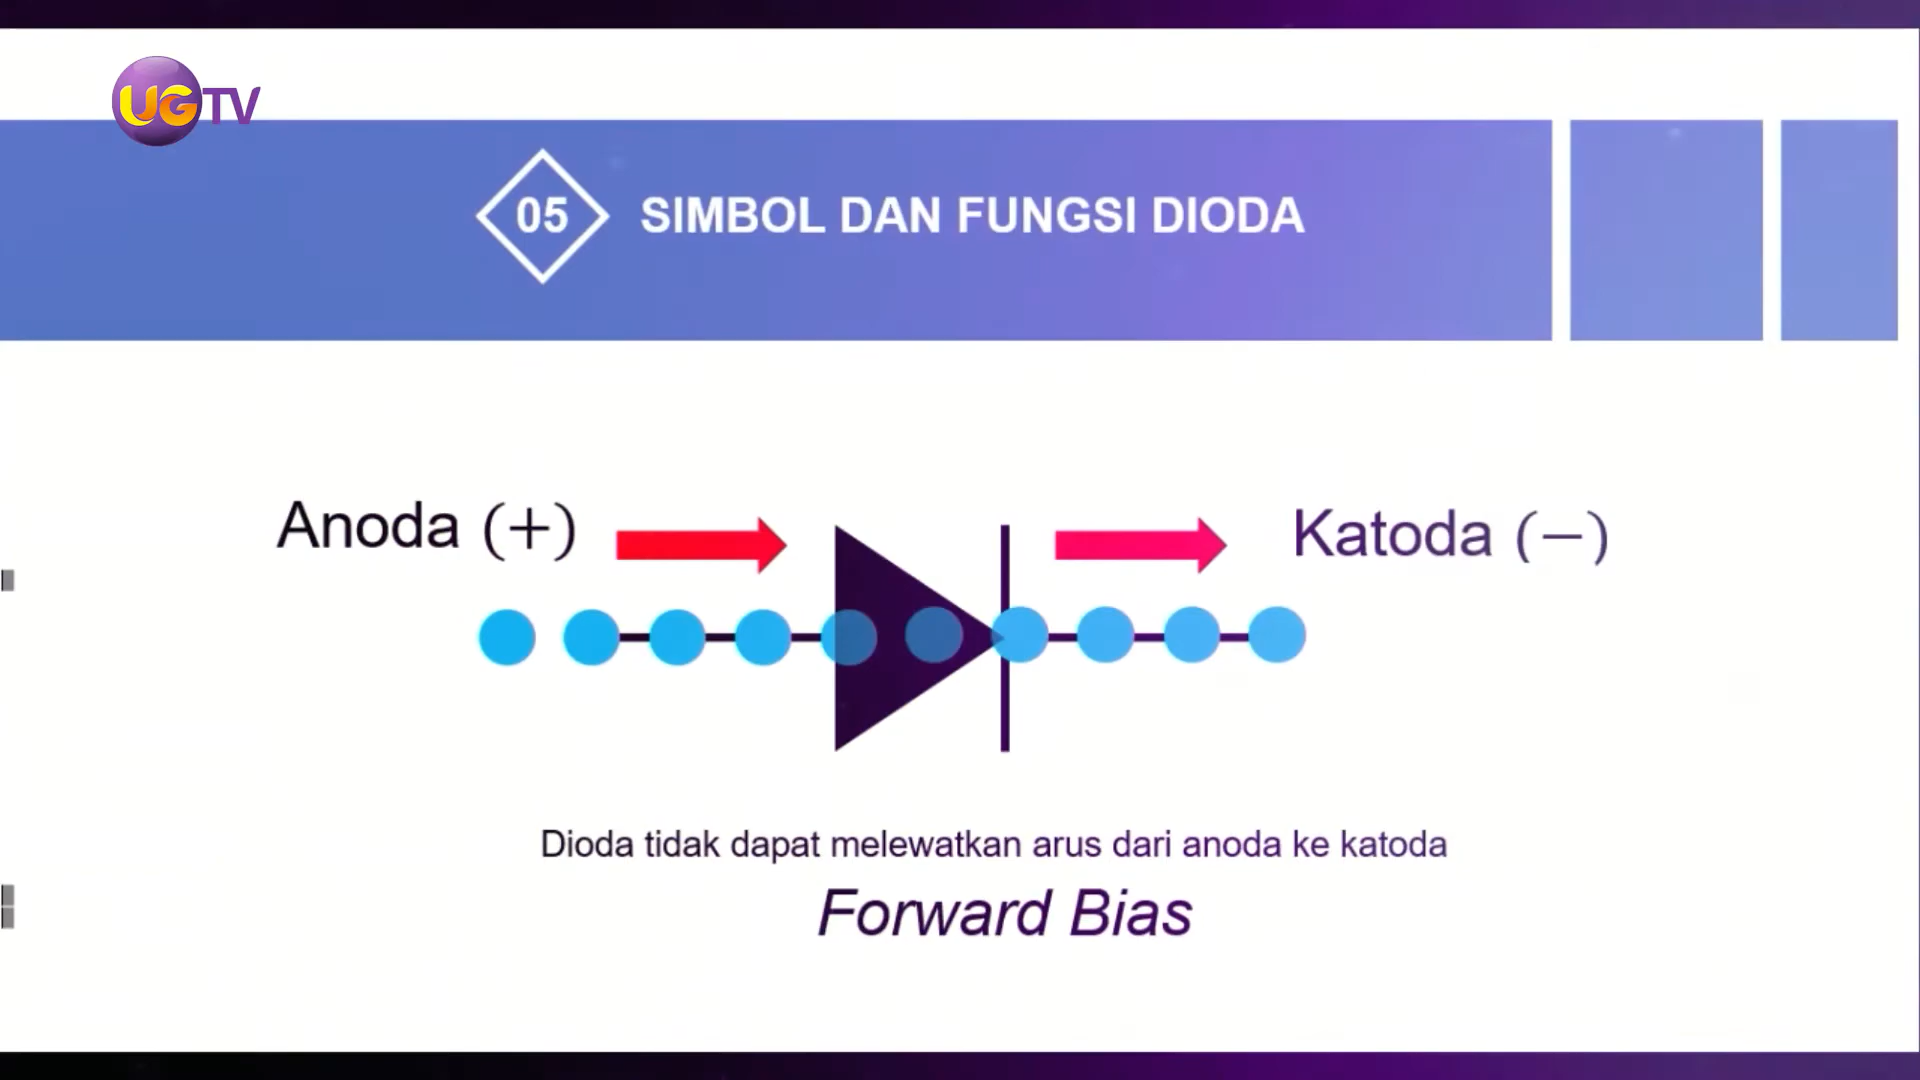 UGTV
05 SIMBOL DAN FUNGSI DIODA
Anoda (+)
Katoda (−)
Dioda tidak dapat melewatkan arus dari anoda ke katoda
Forward Bias